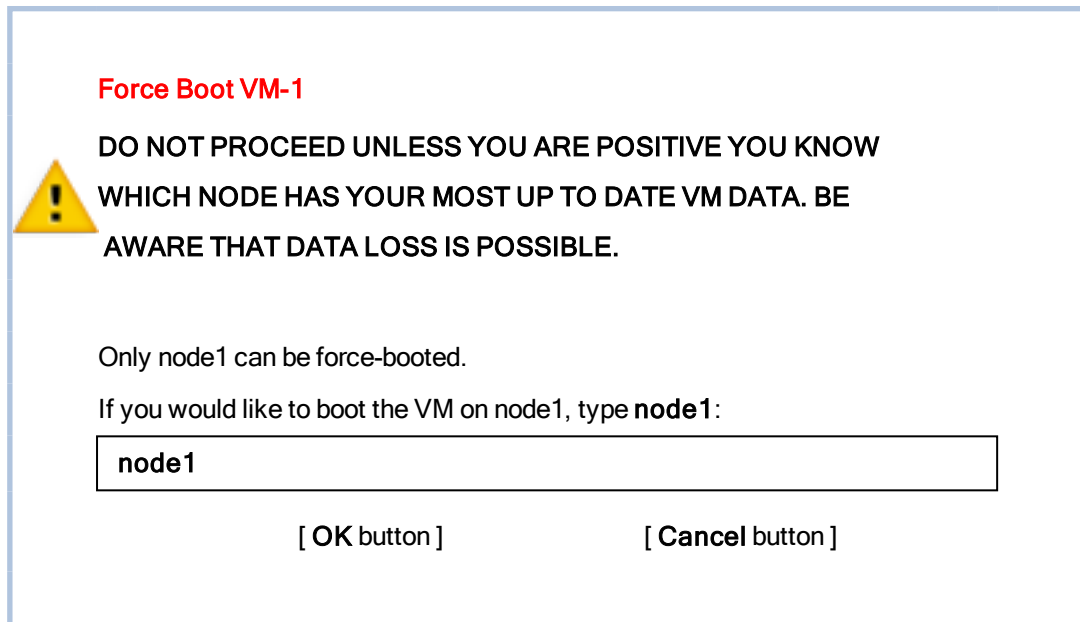 Force Boot VM-1
DO NOT PROCEED UNLESS YOU ARE POSITIVE YOU KNOW
WHICH NODE HAS YOUR MOST UP TO DATE VM DATA. BE
AWARE THAT DATA LOSS IS POSSIBLE.
Only node1 can be force-booted.
If you would like to boot the VM on node1, type node1:
node1
[ OK button ] [ Cancel button ]